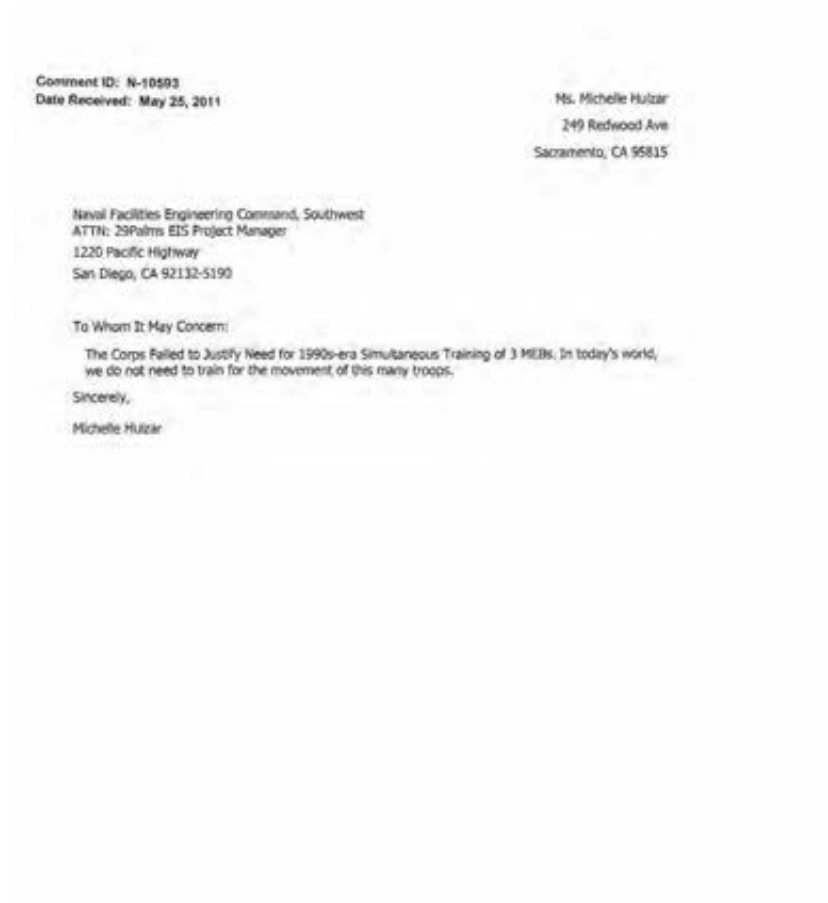 Comment ID: N-10593
Date Received: May 25, 2011
Ms. Michelle Huizar
249 Redwood Ave
Sacramento, CA 95815
Naval Facilities Engineering Command, Southwest
ATTN: 29Palms EIS Project Manager
1220 Pacific Highway
San Diego, CA 92132-5190
To Whom It May Concern:
The Corps Failed to Justify Need for 1990s-era Simultaneous Training of 3 MEBs. In today's world,
we do not need to train for the movement of this many troops.
Sincerely,
Michelle Huizar